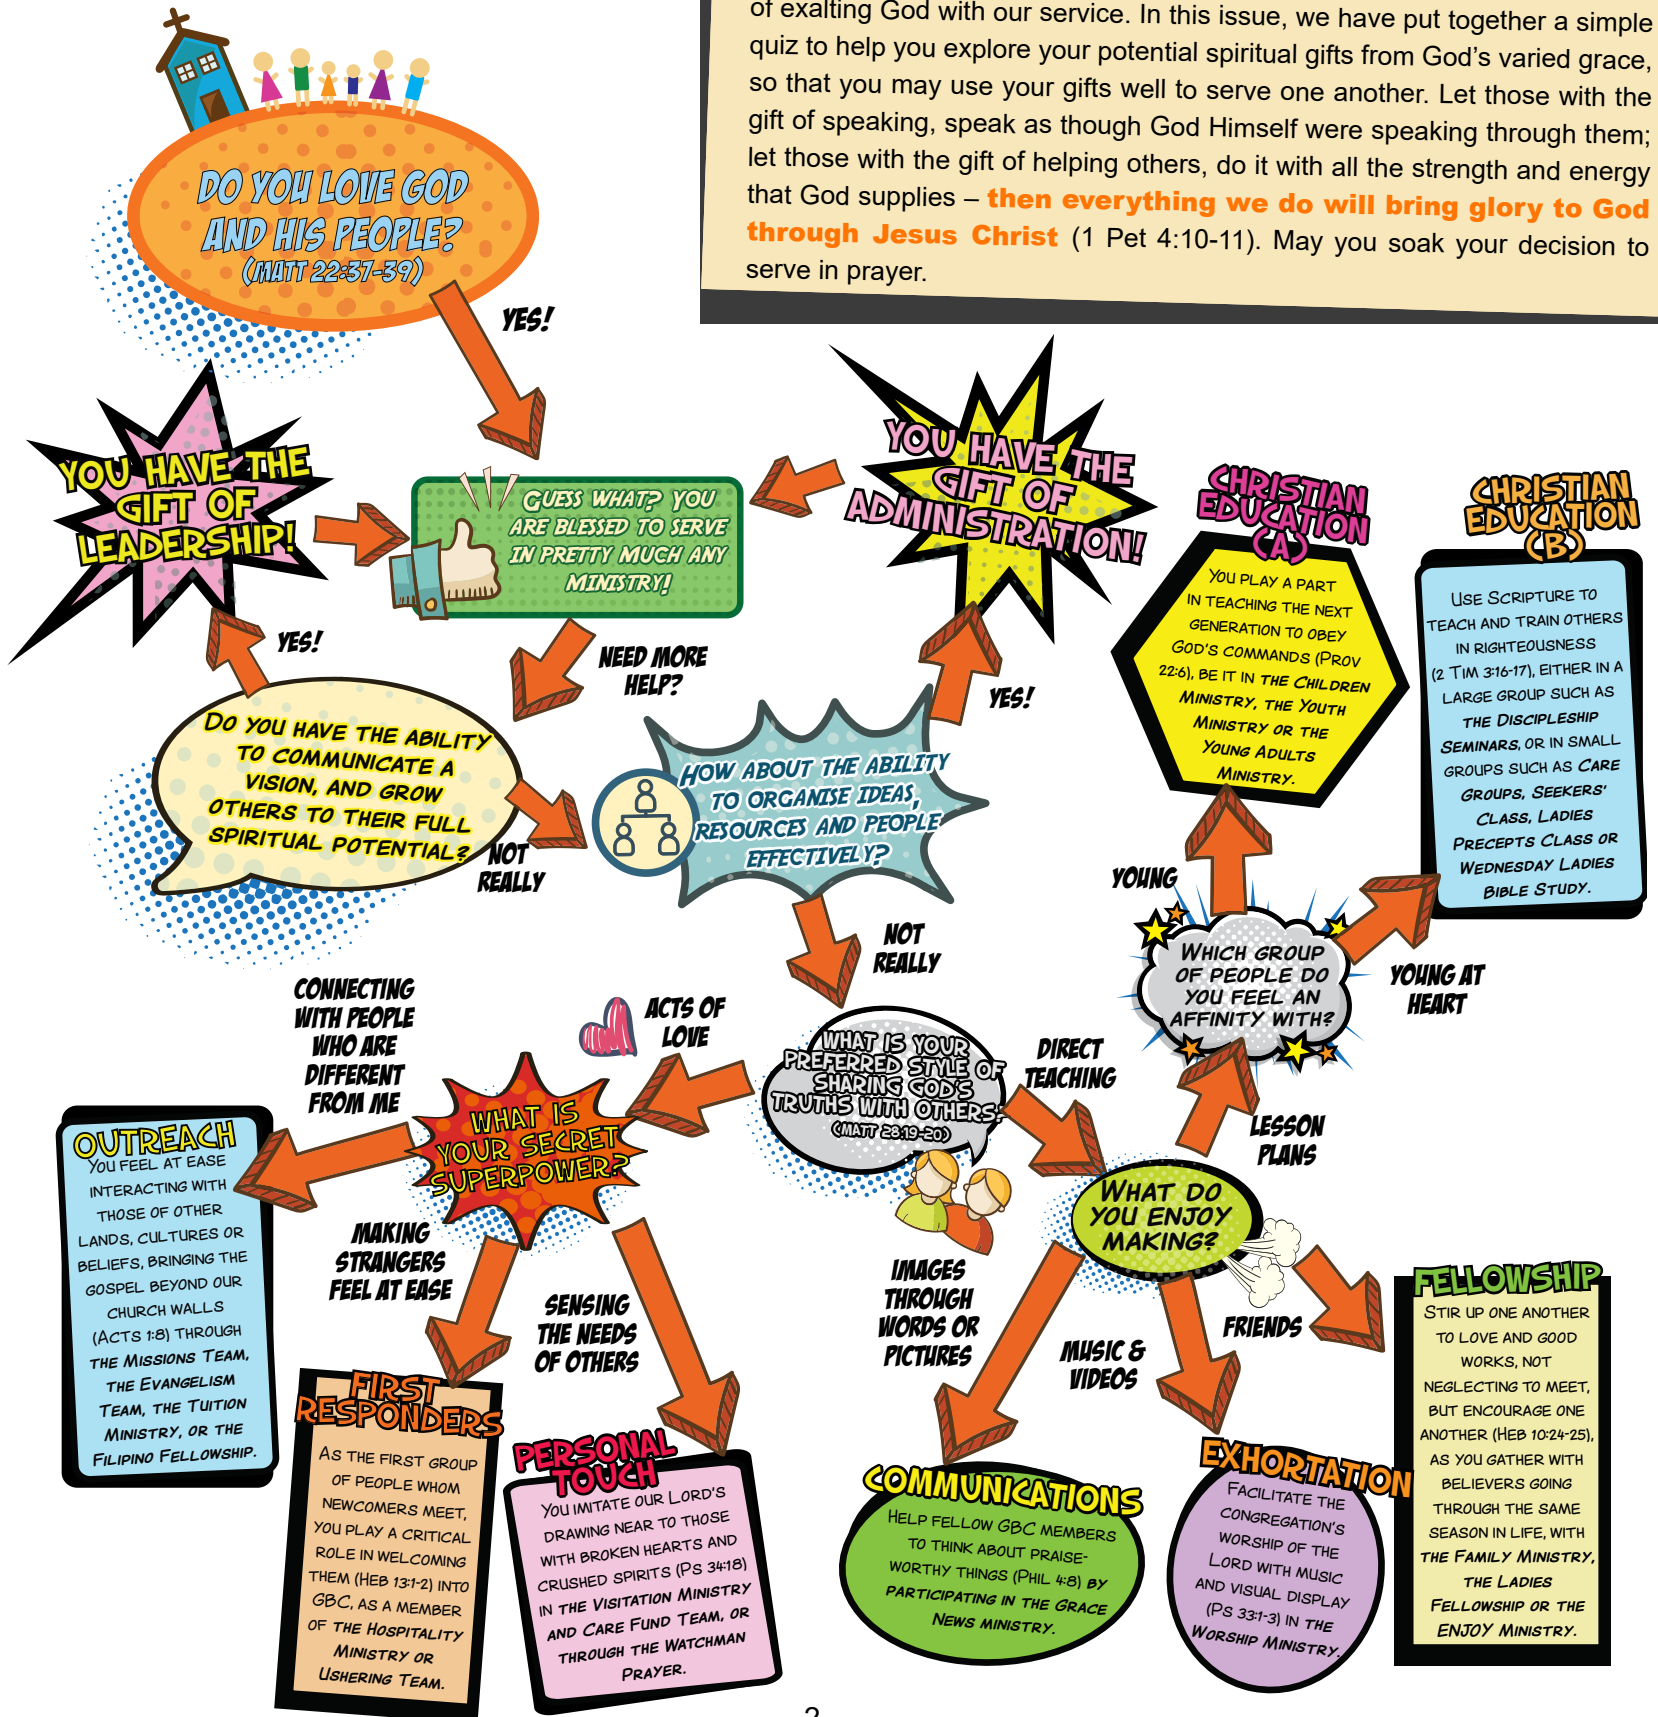 of exalting God with our service. In this issue, we have put together a simple
quiz to help you explore your potential spiritual gifts from God's varied grace,
so that you may use your gifts well to serve one another. Let those with the
gift of speaking, speak as though God Himself were speaking through them;
let those with the gift of helping others, do it with all the strength and energy
that God supplies – then everything we do will bring glory to God
through Jesus Christ (1 Pet 4:10-11). May you soak your decision to
serve in prayer.
DO YOU LOVE GOD
AND HIS PEOPLE?
(MATT 22:37-39)
YES!
YOU HAVE THE
GIFT OF
LEADERSHIP!
GUESS WHAT? YOU
ARE BLESSED TO SERVE
IN PRETTY MUCH ANY
MINISTRY!
YOU HAVE THE
GIFT OF
ADMINISTRATION!
YES!
NEED MORE
HELP?
YES!
DO YOU HAVE THE ABILITY
TO COMMUNICATE A
VISION, AND GROW
OTHERS TO THEIR FULL
SPIRITUAL POTENTIAL?
NOT
REALLY
HOW ABOUT THE ABILITY
TO ORGANISE IDEAS,
RESOURCES AND PEOPLE
EFFECTIVELY?
NOT
REALLY
CHRISTIAN
EDUCATION
(A)
YOU PLAY A PART
IN TEACHING THE NEXT
GENERATION TO OBEY
GOD'S COMMANDS (PROV
22:6), BE IT IN THE CHILDREN
MINISTRY, THE YOUTH
MINISTRY OR THE
YOUNG ADULTS
MINISTRY.
CHRISTIAN
EDUCATION
(B)
USE SCRIPTURE TO
TEACH AND TRAIN OTHERS
IN RIGHTEOUSNESS
(2 TIM 3:16-17), EITHER IN A
LARGE GROUP SUCH AS
THE DISCIPLESHIP
SEMINARS, OR IN SMALL
GROUPS SUCH AS CARE
GROUPS, SEEKERS'
CLASS, LADIES
PRECEPTS CLASS OR
WEDNESDAY LADIES
BIBLE STUDY.
YOUNG
WHICH GROUP
OF PEOPLE DO
YOU FEEL AN
AFFINITY WITH?
YOUNG AT
HEART
WHAT IS YOUR
PREFERRED STYLE OF
SHARING GOD'S
TRUTHS WITH OTHERS?
(MATT 28:19-20)
ACTS OF
LOVE
DIRECT
TEACHING
LESSON
PLANS
WHAT DO
YOU ENJOY
MAKING?
CONNECTING
WITH PEOPLE
WHO ARE
DIFFERENT
FROM ME
WHAT IS
YOUR SECRET
SUPERPOWER?
MAKING
STRANGERS
FEEL AT EASE
SENSING
THE NEEDS
OF OTHERS
IMAGES
THROUGH
WORDS OR
PICTURES
MUSIC &
VIDEOS
FRIENDS
OUTREACH
YOU FEEL AT EASE
INTERACTING WITH
THOSE OF OTHER
LANDS, CULTURES OR
BELIEFS, BRINGING THE
GOSPEL BEYOND OUR
CHURCH WALLS
(ACTS 1:8) THROUGH
THE MISSIONS TEAM,
THE EVANGELISM
TEAM, THE TUITION
MINISTRY, OR THE
FILIPINO FELLOWSHIP.
FIRST
RESPONDERS
AS THE FIRST GROUP
OF PEOPLE WHOM
NEWCOMERS MEET,
YOU PLAY A CRITICAL
ROLE IN WELCOMING
THEM (HEB 13:1-2) INTO
GBC, AS A MEMBER
OF THE HOSPITALITY
MINISTRY OR
USHERING TEAM.
PERSONAL
TOUCH
YOU IMITATE OUR LORD'S
DRAWING NEAR TO THOSE
WITH BROKEN HEARTS AND
CRUSHED SPIRITS (PS 34:18)
IN THE VISITATION MINISTRY
AND CARE FUND TEAM, OR
THROUGH THE WATCHMAN
PRAYER.
COMMUNICATIONS
HELP FELLOW GBC MEMBERS
TO THINK ABOUT PRAISE-
WORTHY THINGS (PHIL 4:8) BY
PARTICIPATING IN THE GRACE
NEWS MINISTRY.
EXHORTATION
FACILITATE THE
CONGREGATION'S
WORSHIP OF THE
LORD WITH MUSIC
AND VISUAL DISPLAY
(PS 33:1-3) IN THE
WORSHIP MINISTRY.
FELLOWSHIP
STIR UP ONE ANOTHER
TO LOVE AND GOOD
WORKS, NOT
NEGLECTING TO MEET,
BUT ENCOURAGE ONE
ANOTHER (HEB 10:24-25),
AS YOU GATHER WITH
BELIEVERS GOING
THROUGH THE SAME
SEASON IN LIFE, WITH
THE FAMILY MINISTRY,
THE LADIES
FELLOWSHIP OR THE
ENJOY MINISTRY.